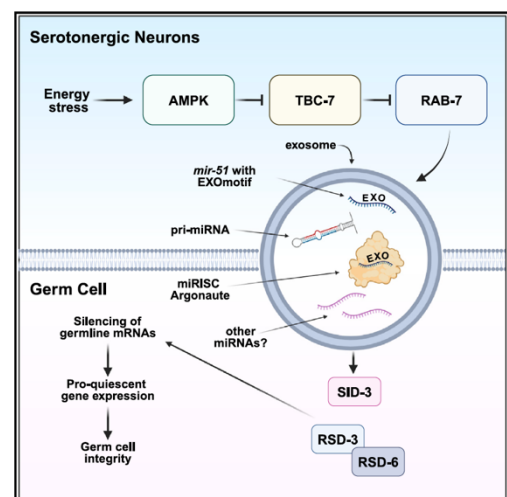 Serotonergic Neurons
Energy
stress
AMPK
TBC-7
RAB-7
exosome
mir-51 with
EXOmotif
EXO
pri-miRNA
EXO
miRISC
Argonaute
Germ Cell
other
miRNAs?
Silencing of
germline mRNAs
Pro-quiescent
gene expression
Germ cell
integrity
SID-3
RSD-3
RSD-6